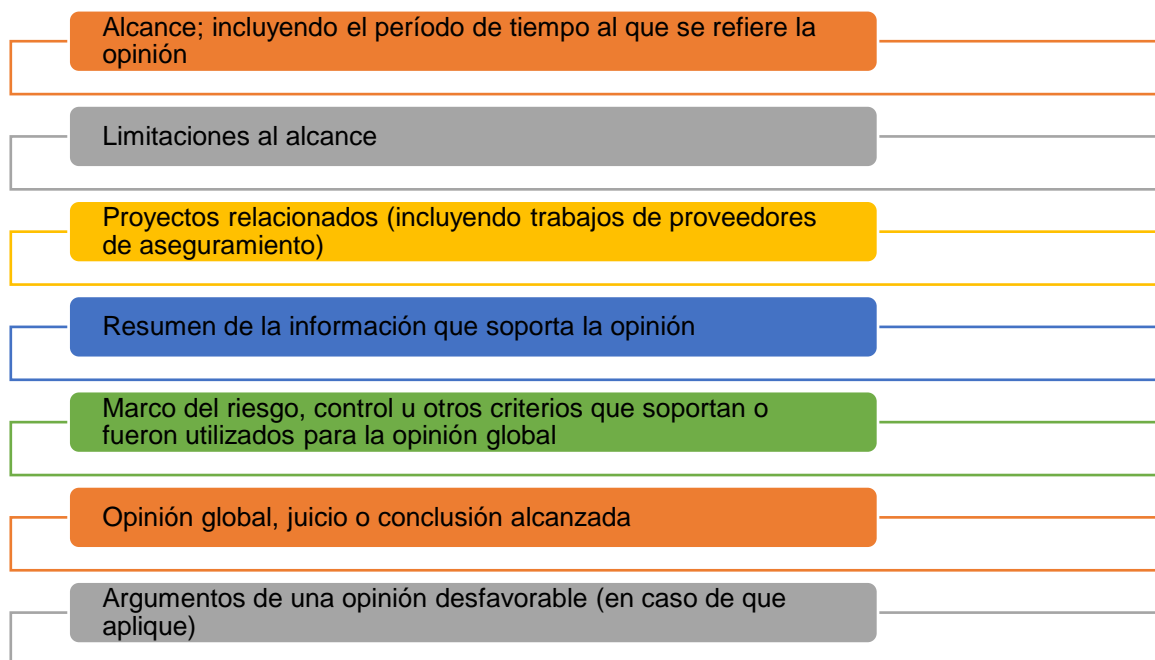 Alcance; incluyendo el período de tiempo al que se refiere la
opinión
Limitaciones al alcance
Proyectos relacionados (incluyendo trabajos de proveedores
de aseguramiento)
Resumen de la información que soporta la opinión
Marco del riesgo, control u otros criterios que soportan o
fueron utilizados para la opinión global
Opinión global, juicio o conclusión alcanzada
Argumentos de una opinión desfavorable (en caso de que
aplique)